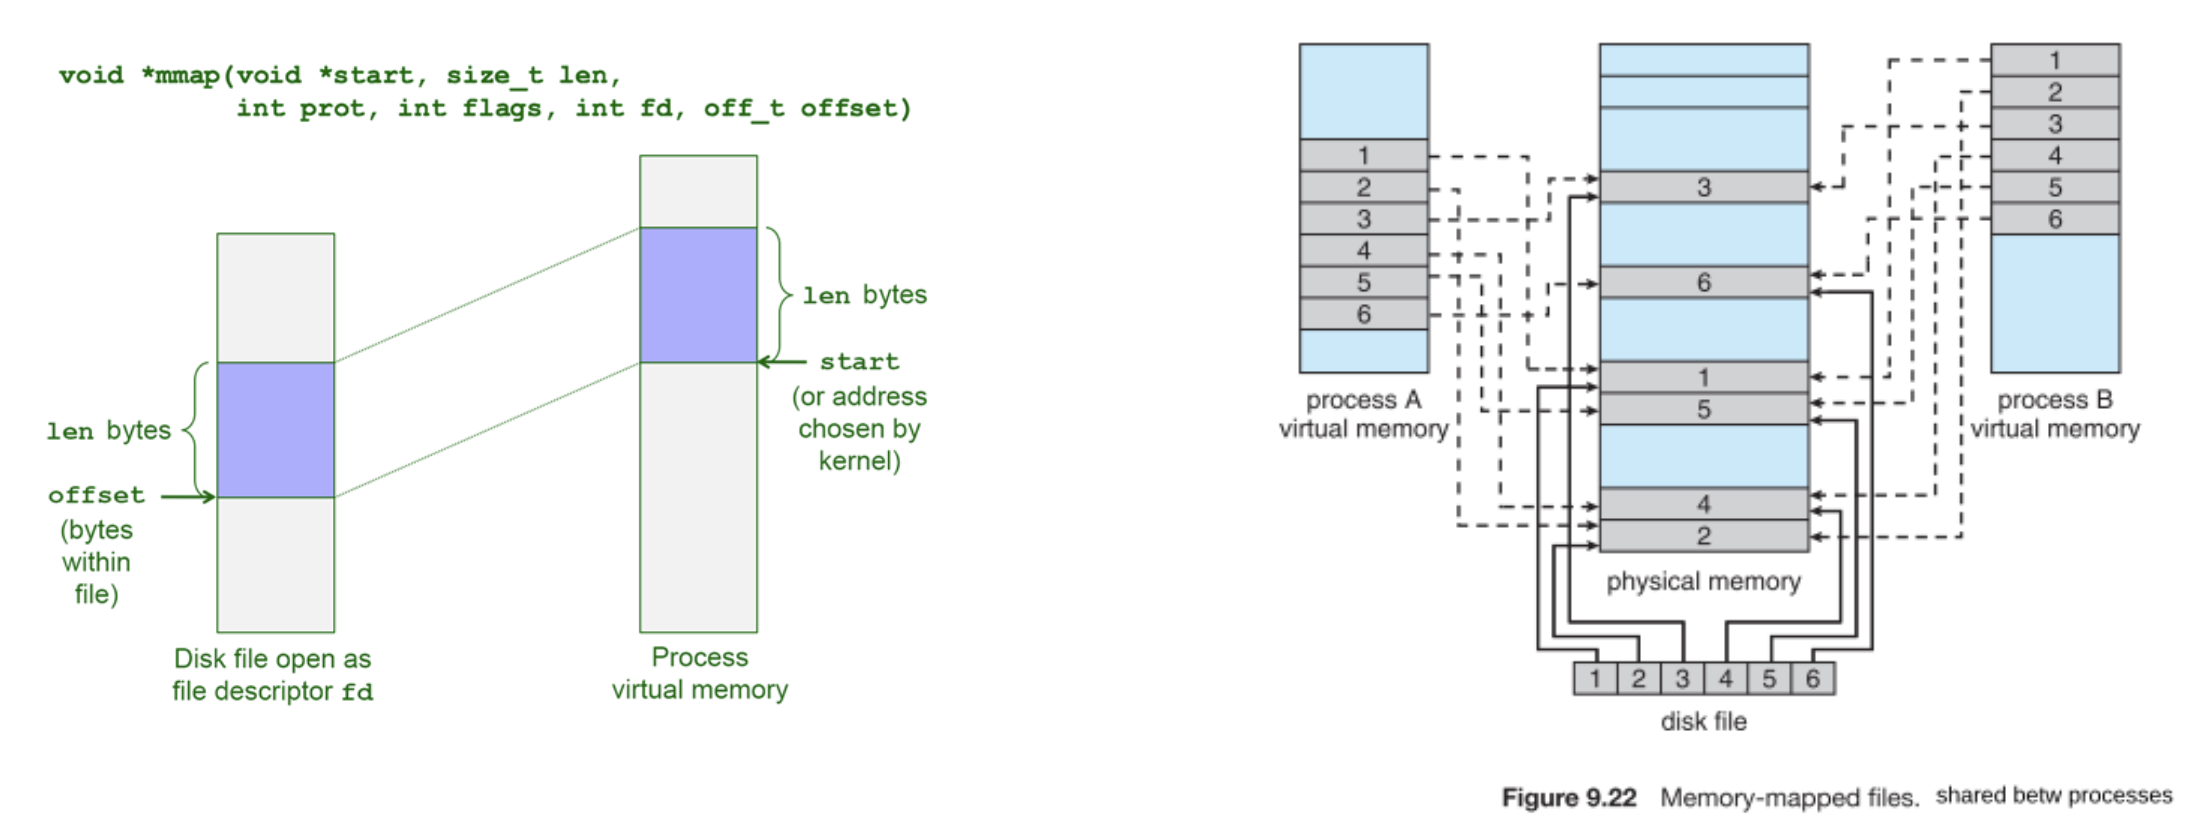 void *mmap(void *start, size_t len,
int prot, int flags, int fd, off_t offset)
len bytes
start
(or address
chosen by
kernel)
len bytes
offset
(bytes
within
file)
Disk file open as
file descriptor fd
Process
virtual memory
1
2
3
4
5
6
process A
virtual memory
3
6
1
5
4
2
physical memory
1
2
3
4
5
6
process B
virtual memory
1 2 3 4 5 6
disk file
Figure 9.22 Memory-mapped files. shared betw processes